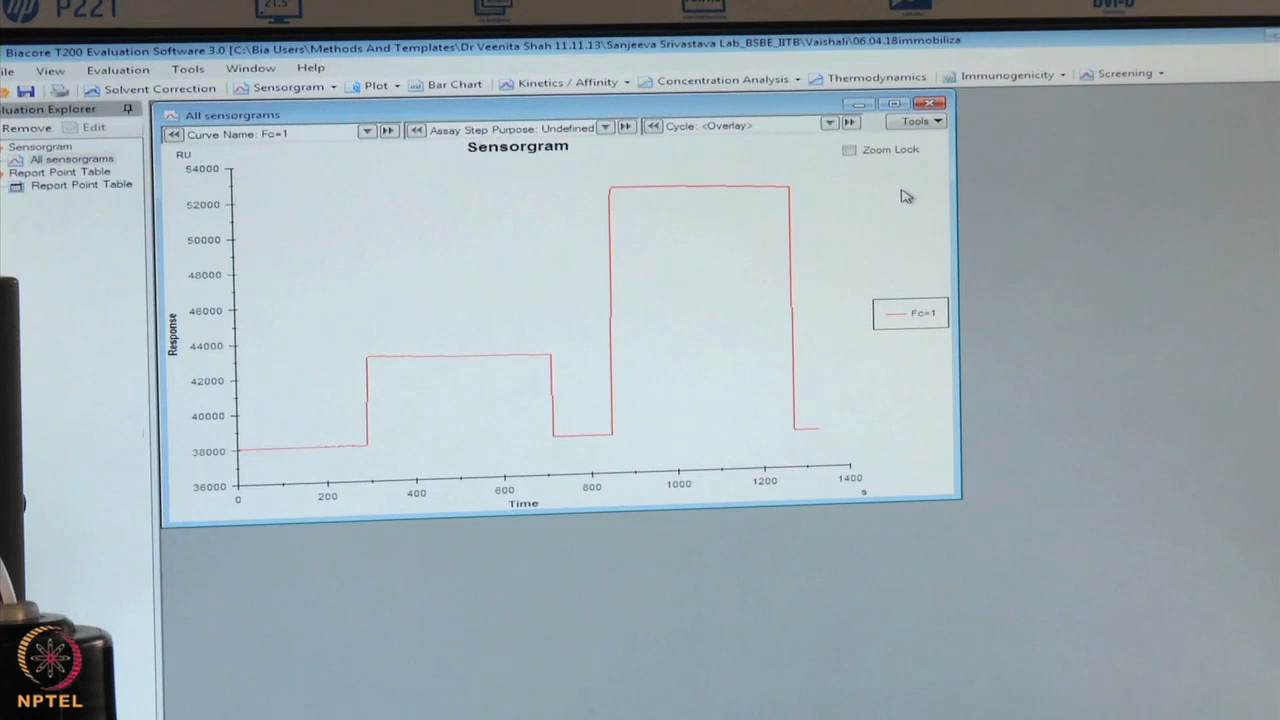 hp P221
21.5
DVI-D
Biacore T200 Evaluation Software 3.0 [C:\Bia Users\Methods And Templates\Dr Veenita Shah 11.11.13\Sanjeeva Srivastava Lab_BSBE_IITB\Vaishali\06.04.18immobiliza
ile View Evaluation Tools Window Help
Solvent Correction Sensorgram Plot Bar Chart Kinetics / Affinity Concentration Analysis Thermodynamics Immunogenicity Screening
luation Explorer
Remove Edit
Sensorgram
All sensorgrams
Report Point Table
Report Point Table
All sensorgrams
Curve Name: Fc=1 Assay Step Purpose: Undefined Cycle: <Overlay> Tools
Sensorgram
Zoom Lock
RU
54000
52000
50000
48000
46000
44000
42000
40000
38000
36000
Response
Fc=1
0 200 400 600 800 1000 1200 1400
s
Time
NPTEL